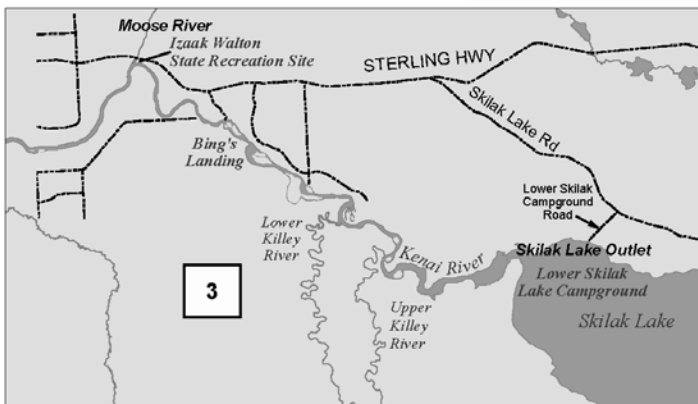 Moose River
Izaak Walton
State Recreation Site
STERLING HWY
Skilak Lake Rd
Bing's
Landing
Lower Skilak
Campground
Road
Lower
Killey
River
Kenai River
Skilak Lake Outlet
Lower Skilak
Lake Campground
3
Upper
Killey
River
Skilak Lake